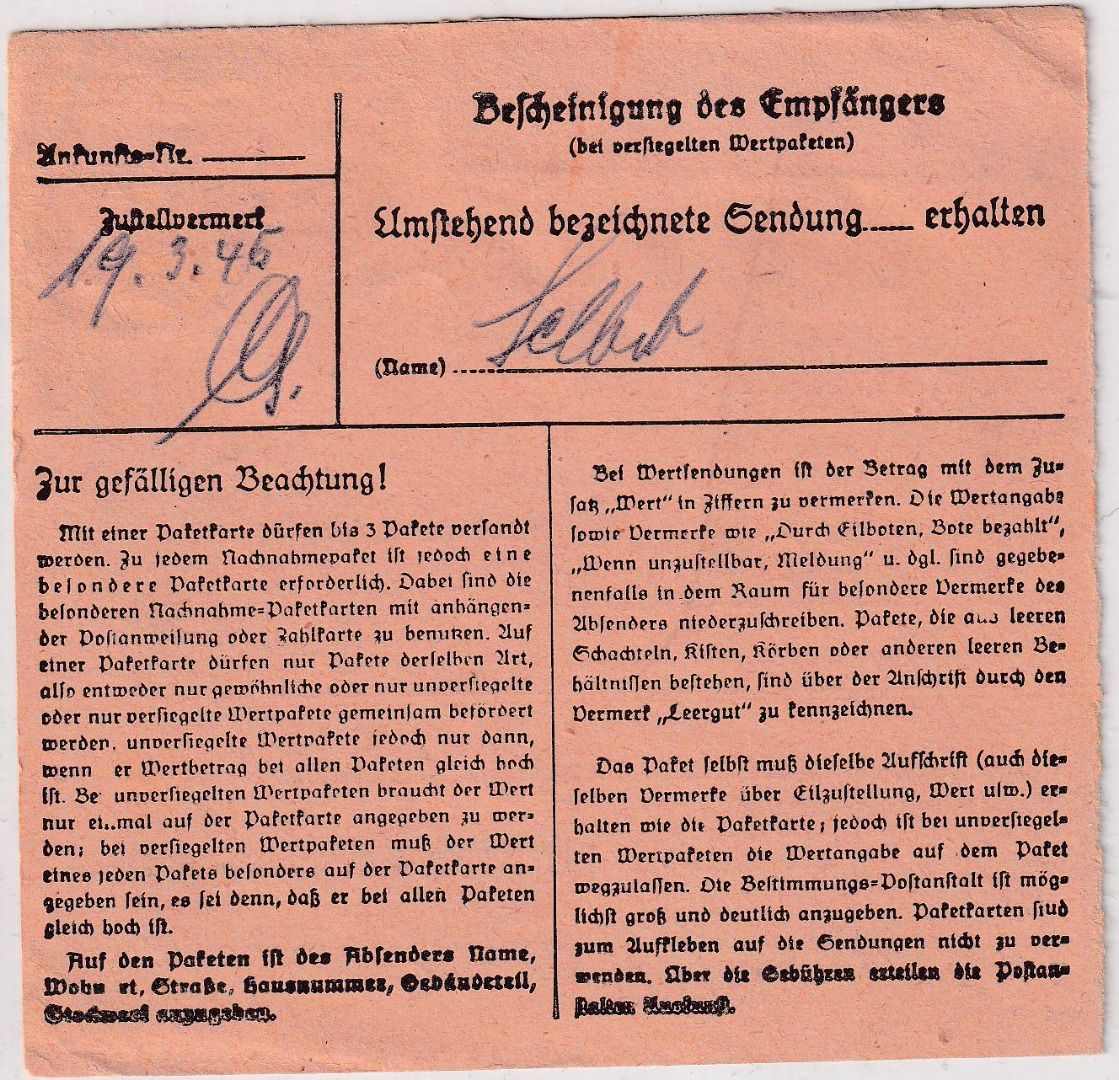 Ankunfts-Nr.
Zustellvermerk
19.3.46
Bescheinigung des Empfängers
(bei versiegelten Wertpaketen)
Umstehend bezeichnete Sendung..... erhalten
Selbst
(Name)
Zur gefälligen Beachtung!
Mit einer Paketkarte dürfen bis 3 Pakete versandt
werden. Zu jedem Nachnahmepaket ist jedoch eine
besondere Paketkarte erforderlich. Dabei sind die
besonderen Nachnahme-Paketkarten mit anhängen-
der Postanweisung oder Zahlkarte zu benutzen. Auf
einer Paketkarte dürfen nur Pakete derselben Art,
also entweder nur gewöhnliche oder nur unversiegelte
oder nur versiegelte Wertpakete gemeinsam befördert
werden, unversiegelte Wertpakete jedoch nur dann,
wenn er Wertbetrag bei allen Paketen gleich hoch
ist. Be unversiegelten Wertpaketen braucht der Wert
nur ei..mal auf der Paketkarte angegeben zu wer-
den; bei versiegelten Wertpaketen muß der Wert
eines jeden Pakets besonders auf der Paketkarte an-
gegeben sein, es sei denn, daß er bei allen Paketen
gleich hoch ist.
Auf den Paketen ist des Absenders Name,
Wohn rt, Straße, Hausnummer, Gebäudeteil,
Stockwerk anzugeben.
Bei Wertsendungen ist der Betrag mit dem Zu-
satz „Wert" in Ziffern zu vermerken. Die Wertangabe
sowie Vermerke wie „Durch Eilboten, Bote bezahlt",
„Wenn unzustellbar, Meldung" u. dgl. sind gegebe-
nenfalls in dem Raum für besondere Vermerke des
Absenders niederzuschreiben. Pakete, die aus leeren
Schachteln, Kisten, Körben oder anderen leeren Be-
hältnissen bestehen, sind über der Anschrift durch den
Vermerk „Leergut" zu kennzeichnen.
Das Paket selbst muß dieselbe Aufschrift (auch die-
selben Vermerke über Eilzustellung, Wert usw.) er-
halten wie die Paketkarte; jedoch ist bei unversiegel-
ten Wertpaketen die Wertangabe auf dem Paket
wegzulassen. Die Bestimmungs-Postanstalt ist mög-
lichst groß und deutlich anzugeben. Paketkarten sind
zum Aufkleben auf die Sendungen nicht zu ver-
wenden. Über die Gebühren erteilen die Postan-
stalten Auskunft.